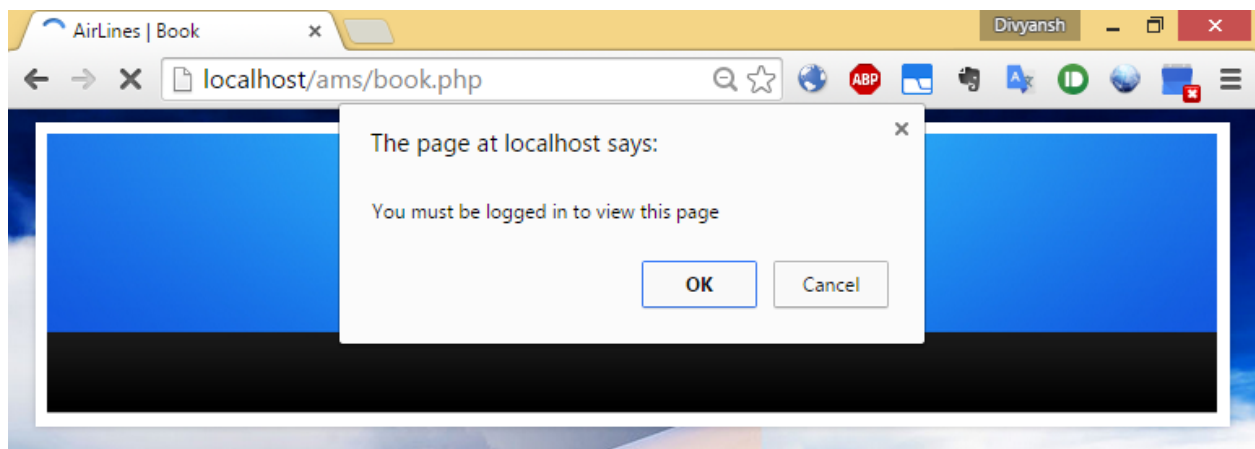 AirLines | Book
Divyansh
localhost/ams/book.php
ABP
The page at localhost says:
You must be logged in to view this page
OK
Cancel